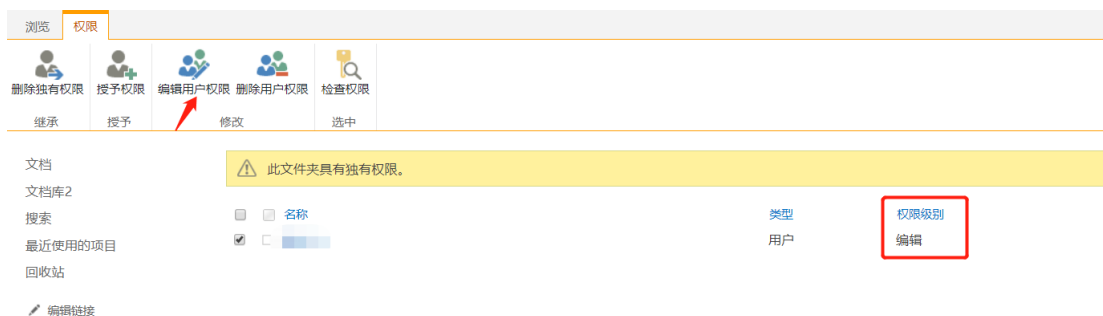 浏览 权限
删除独有权限 授予权限 编辑用户权限 删除用户权限 检查权限
继承 授予 修改 选中
文档
此文件夹具有独有权限。
文档库2
搜索
名称 类型 权限级别
最近使用的项目
用户 编辑
回收站
编辑链接